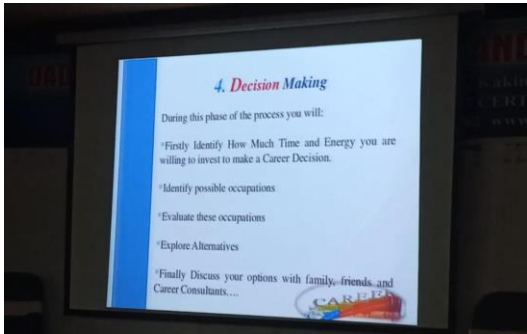 4. Decision Making
During this phase of the process you will:
*Firstly Identify How Much Time and Energy you are
willing to invest to make a Career Decision.
*Identify possible occupations
*Evaluate these occupations
*Explore Alternatives
*Finally Discuss your options with family, friends and
Career Consultants....
CAREER